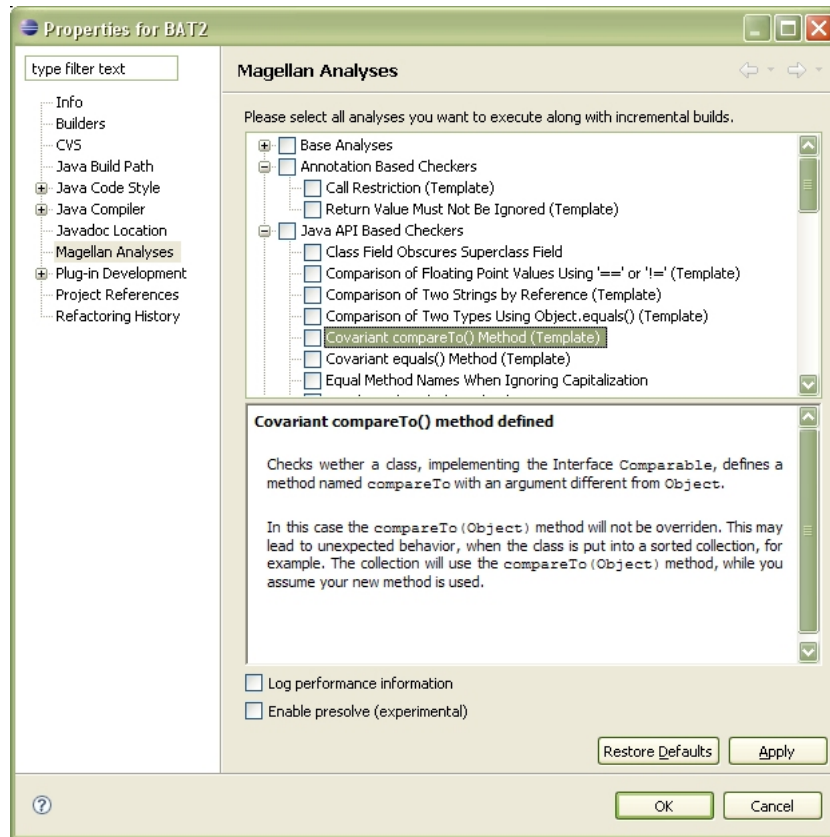 Properties for BAT2
type filter text
Info
Builders
CVS
Java Build Path
Java Code Style
Java Compiler
Javadoc Location
Magellan Analyses
Plug-in Development
Project References
Refactoring History
Magellan Analyses
Please select all analyses you want to execute along with incremental builds.
Base Analyses
Annotation Based Checkers
Call Restriction (Template)
Return Value Must Not Be Ignored (Template)
Java API Based Checkers
Class Field Obscures Superclass Field
Comparison of Floating Point Values Using '==' or '!=' (Template)
Comparison of Two Strings by Reference (Template)
Comparison of Two Types Using Object.equals() (Template)
Covariant compareTo() Method (Template)
Covariant equals() Method (Template)
Equal Method Names When Ignoring Capitalization
Covariant compareTo() method defined
Checks wether a class, impelementing the Interface Comparable, defines a
method named compareTo with an argument different from Object.
In this case the compareTo(Object) method will not be overriden. This may
lead to unexpected behavior, when the class is put into a sorted collection, for
example. The collection will use the compareTo(Object) method, while you
assume your new method is used.
Log performance information
Enable presolve (experimental)
Restore Defaults
Apply
OK
Cancel